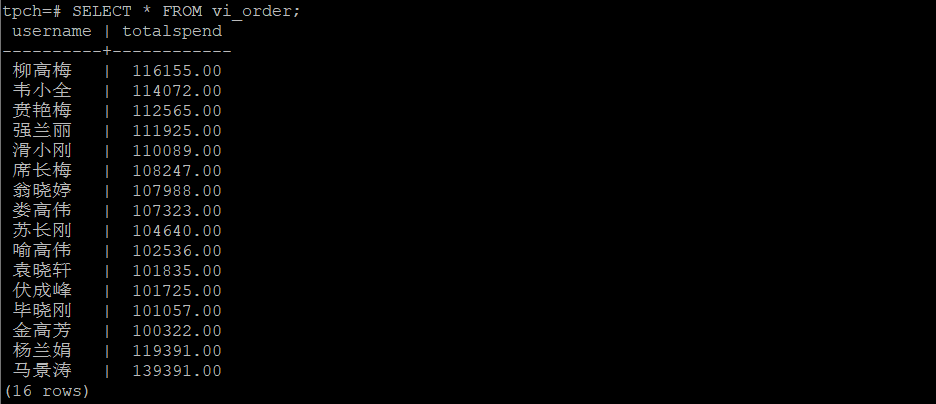 tpch=# SELECT * FROM vi_order;
 username | totalspend
----------+------------
 柳高梅   |  116155.00
 韦小全   |  114072.00
 贲艳梅   |  112565.00
 强兰丽   |  111925.00
 滑小刚   |  110089.00
 席长梅   |  108247.00
 翁晓婷   |  107988.00
 娄高伟   |  107323.00
 苏长刚   |  104640.00
 喻高伟   |  102536.00
 袁晓轩   |  101835.00
 伏成峰   |  101725.00
 毕晓刚   |  101057.00
 金高芳   |  100322.00
 杨兰娟   |  119391.00
 马景涛   |  139391.00
(16 rows)